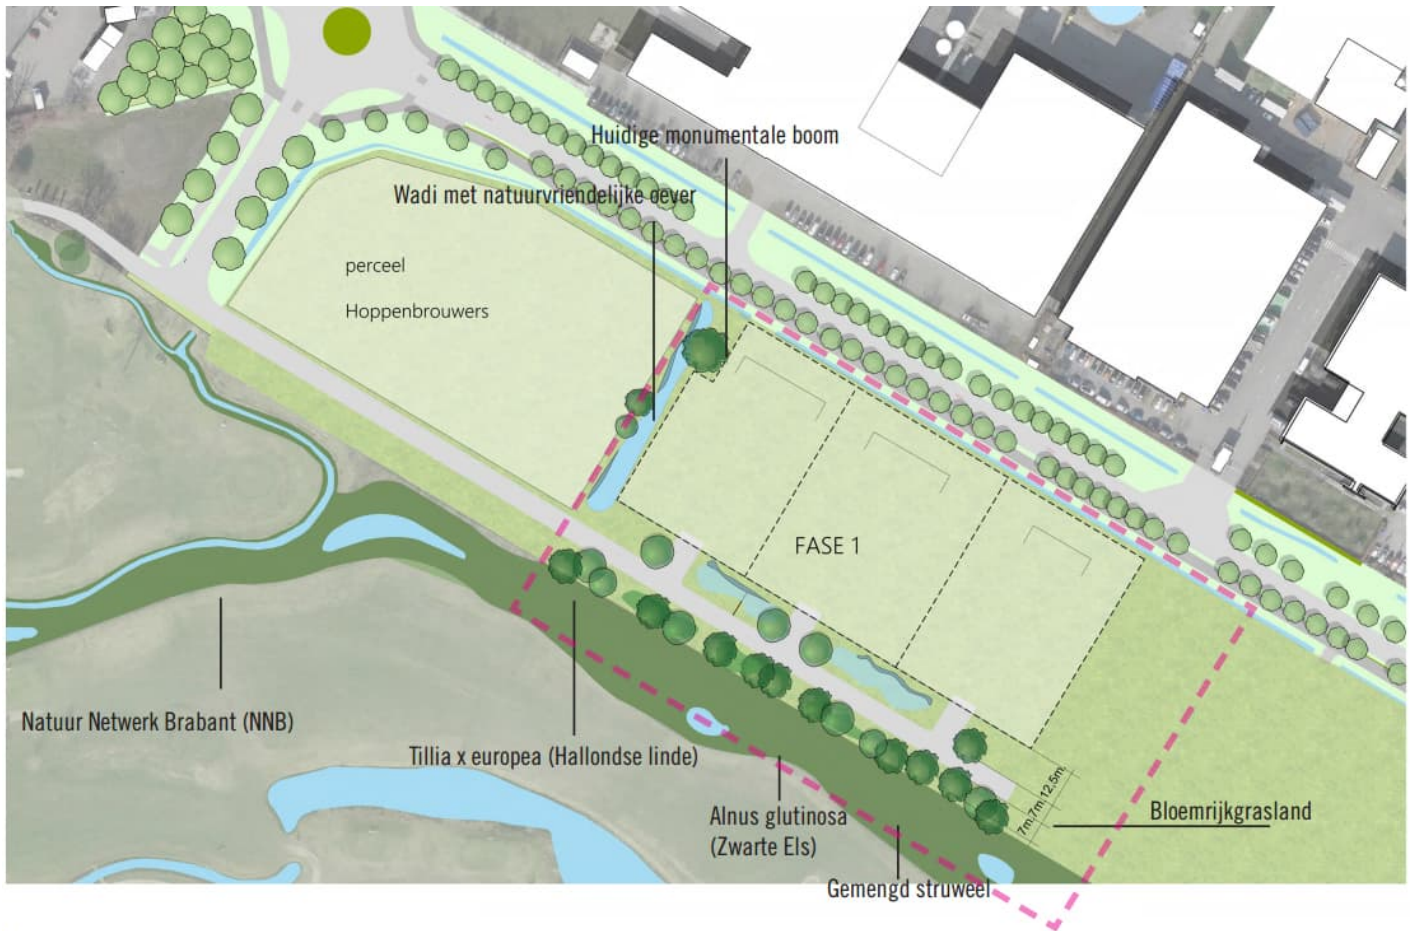 Huidige monumentale boom
Wadi met natuurvriendelijke oever
perceel
Hoppenbrouwers
FASE 1
Natuur Netwerk Brabant (NNB)
Tillia x europea (Hallondse linde)
Alnus glutinosa
(Zwarte Els)
7m.7m.12,5m.
Bloemrijkgrasland
Gemengd struweel